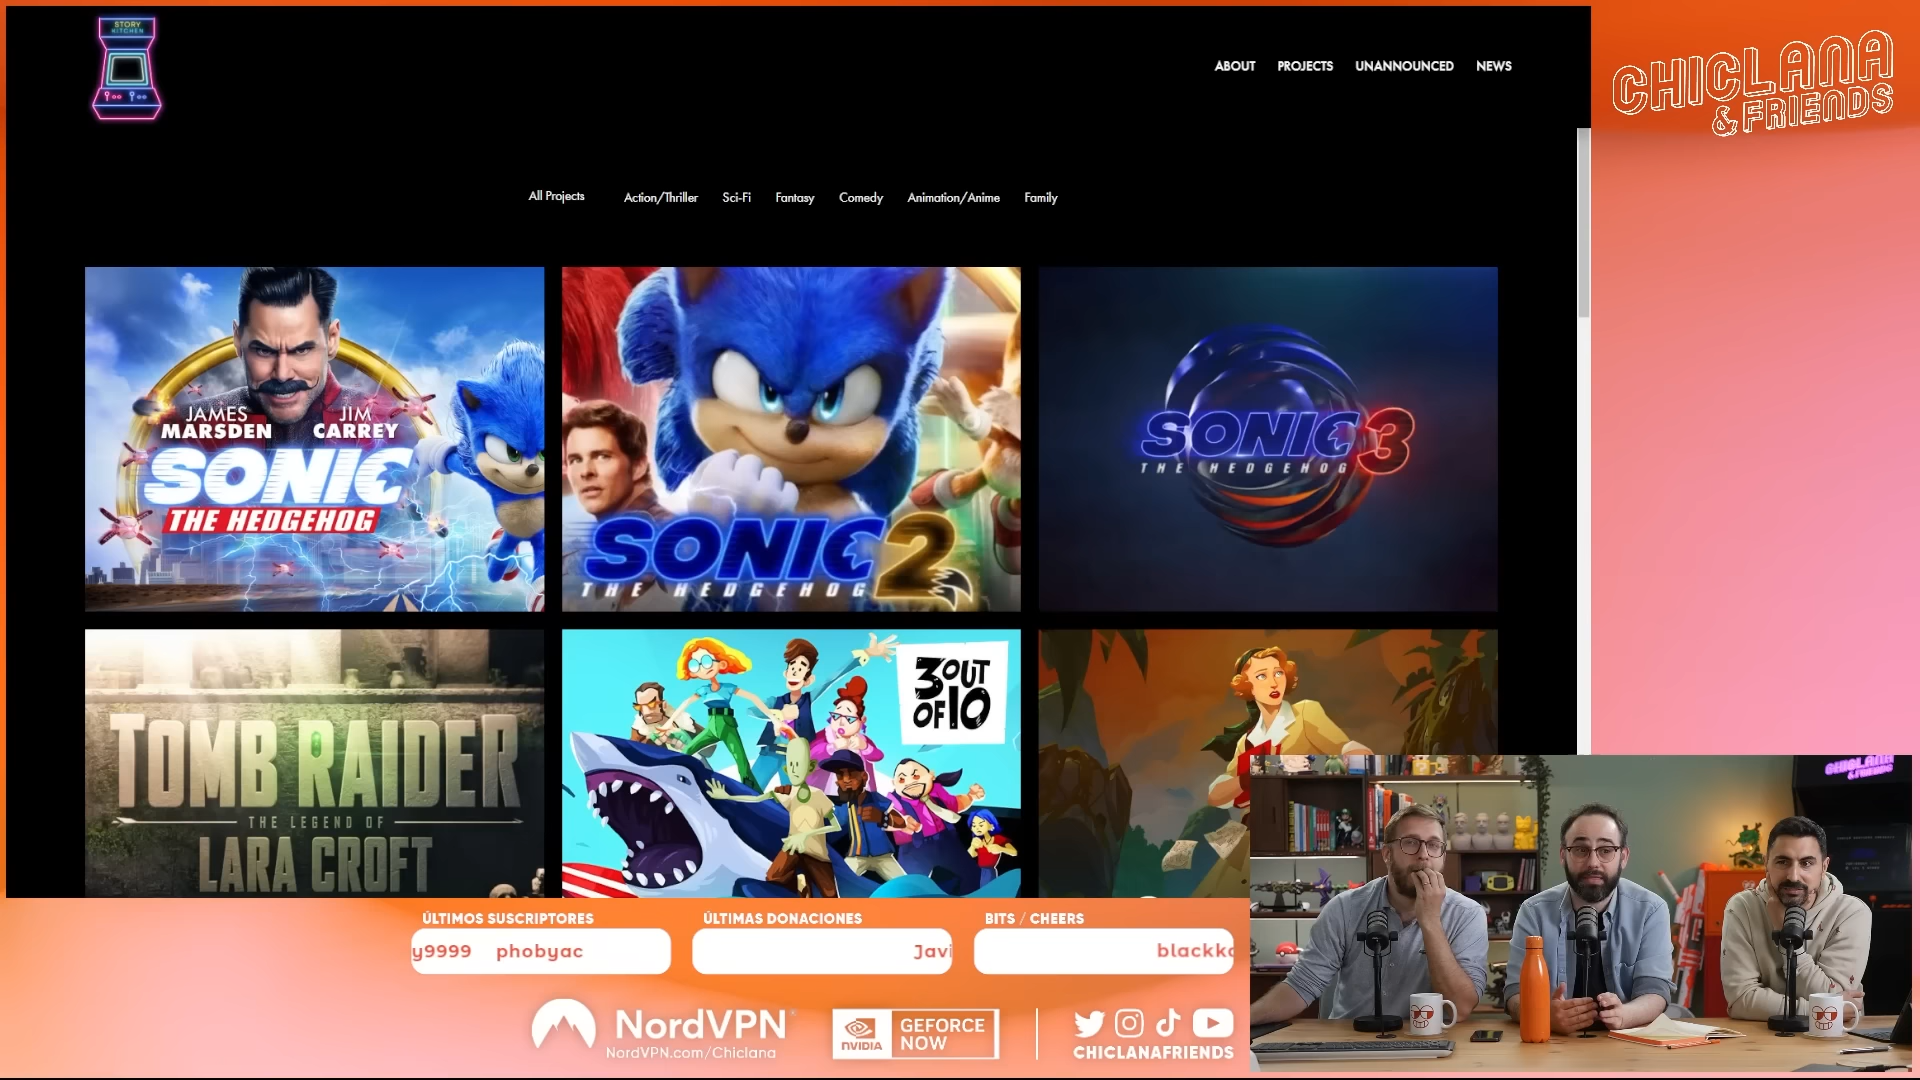 STORY
KITCHEN
ABOUT PROJECTS UNANNOUNCED NEWS
CHICLANA
& FRIENDS
All Projects Action/Thriller Sci-Fi Fantasy Comedy Animation/Anime Family
JAMES
MARSDEN
JIM
CARREY
SONIC
THE HEDGEHOG
SONIC 2
THE HEDGEHOG
SONIC 3
THE HEDGEHOG
TOMB RAIDER
THE LEGEND OF
LARA CROFT
3 OUT
OF 10
CHICLANA
& FRIENDS
ÚLTIMOS SUSCRIPTORES
y9999 phobyac
ÚLTIMAS DONACIONES
Javi
BITS / CHEERS
blackk
NordVPN
NordVPN.com/Chiclana
NVIDIA
GEFORCE
NOW
CHICLANAFRIENDS